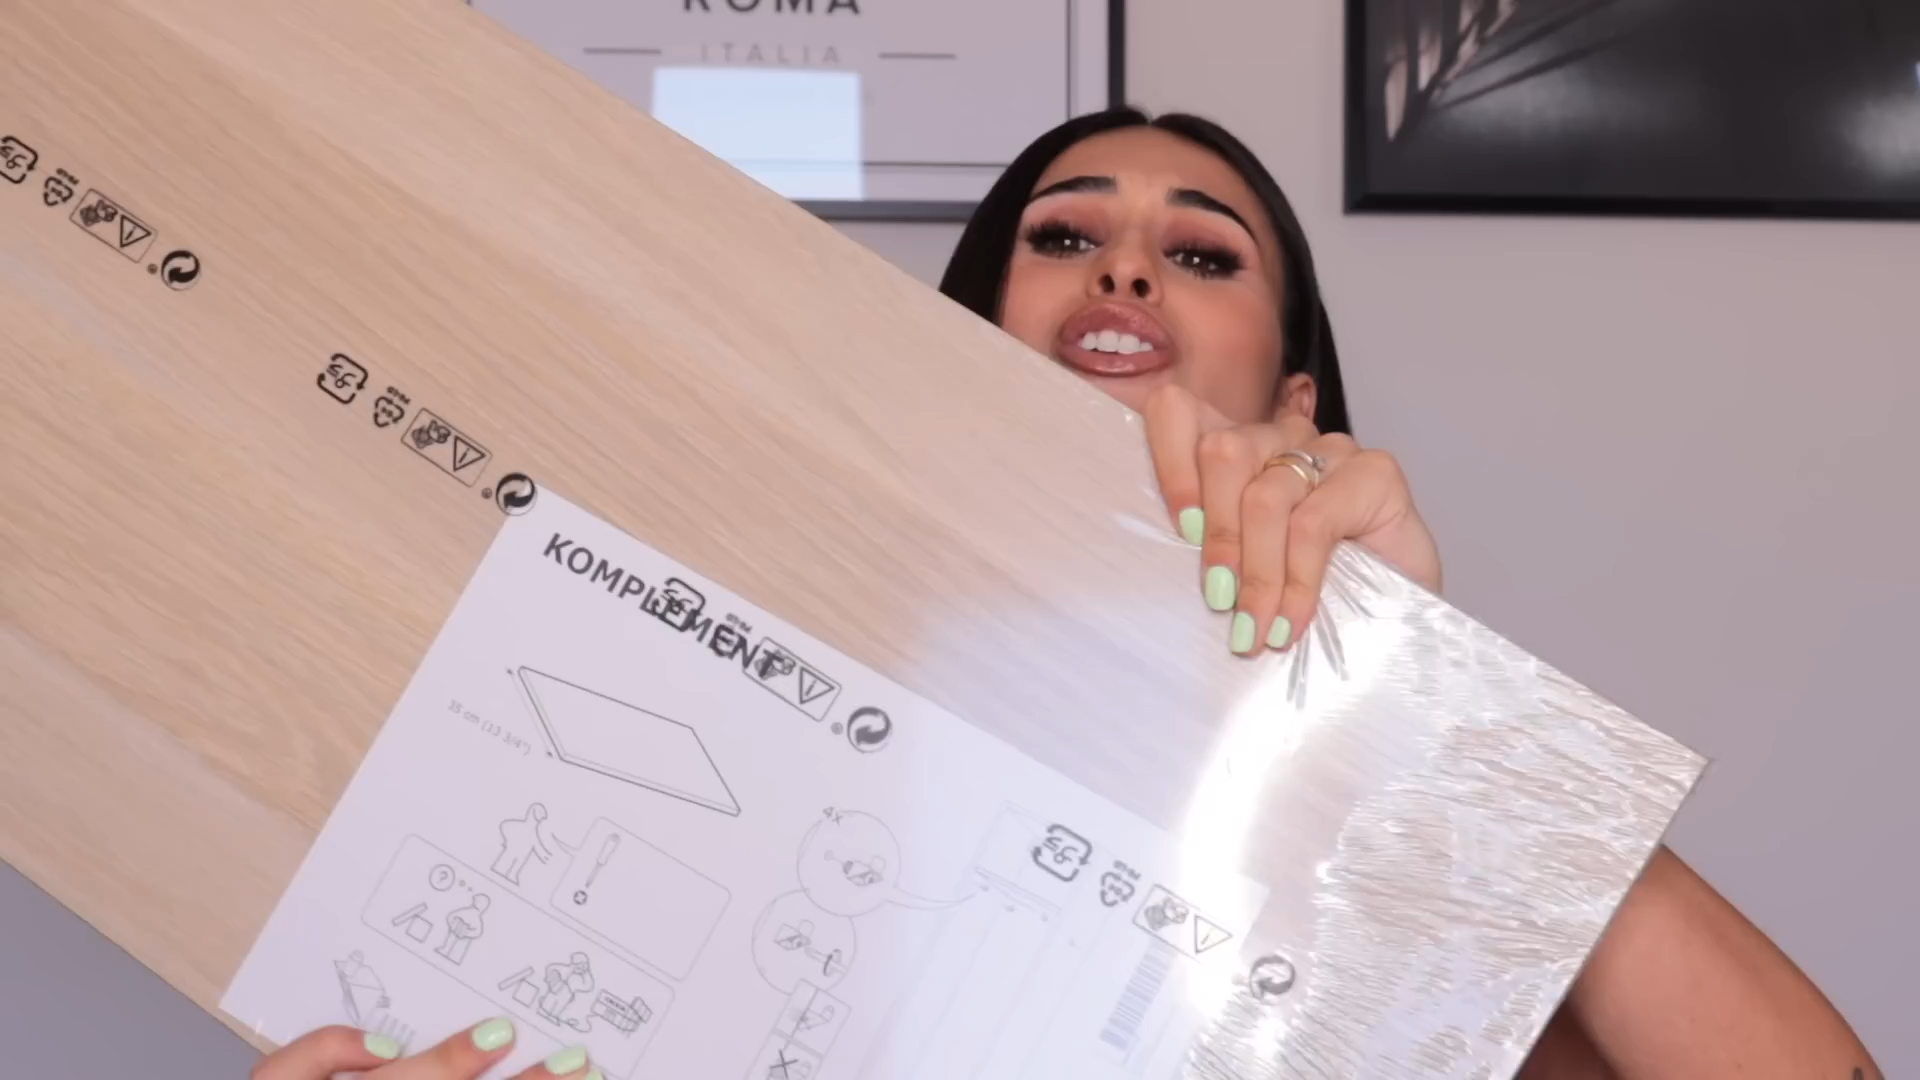 ROMA
ITALIA
KOMPLEMENT
35 cm (13 3/4")
4x
?